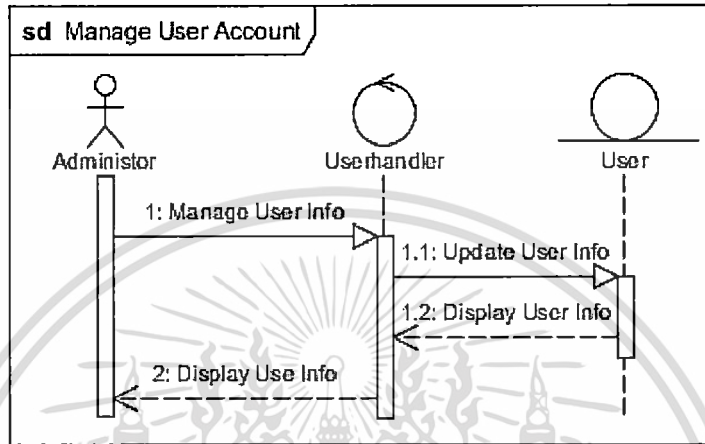 sd Manage User Account
Administor
Userhandler
User
1: Manago User Info
1.1: Update User Info
1.2: Display User Info
2: Display Use Info